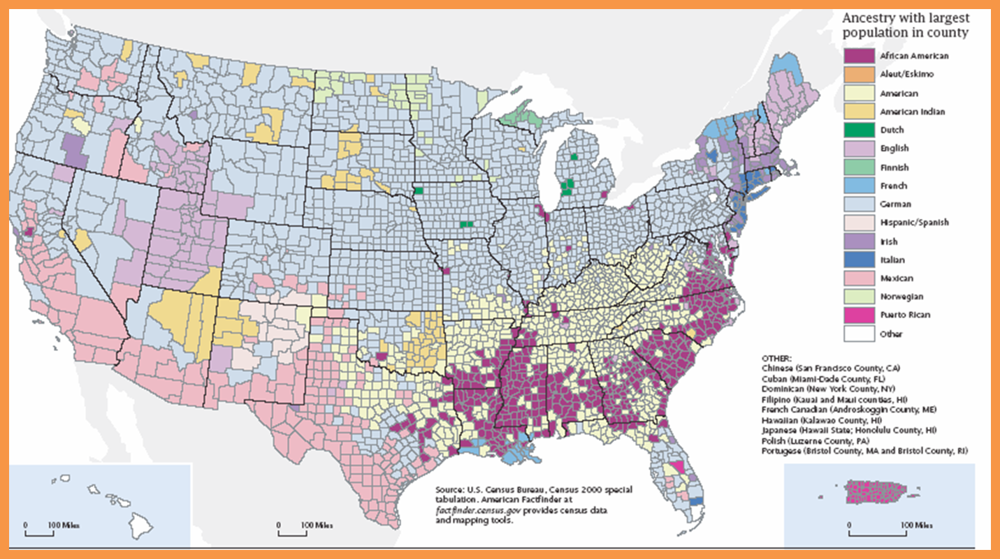 Ancestry with largest
population in county
African American
Aleut/Eskimo
American
American Indian
Dutch
English
Finnish
French
German
Hispanic/Spanish
Irish
Italian
Mexican
Norwegian
Puerto Rican
Other
OTHER:
Chinese (San Francisco County, CA)
Cuban (Miami-Dade County, FL)
Dominican (New York County, NY)
Filipino (Kauai and Maui counties, HI)
French Canadian (Androskoggin County, ME)
Hawaiian (Kalawao County, HI)
Japanese (Hawaii State; Honolulu County, HI)
Polish (Luzerne County, PA)
Portugese (Bristol County, MA and Bristol County, RI)
Source: U.S. Census Bureau, Census 2000 special
tabulation. American Factfinder at
factfinder.census.gov provides census data
and mapping tools.
0 100 Miles
0 100 Miles
0 100 Miles